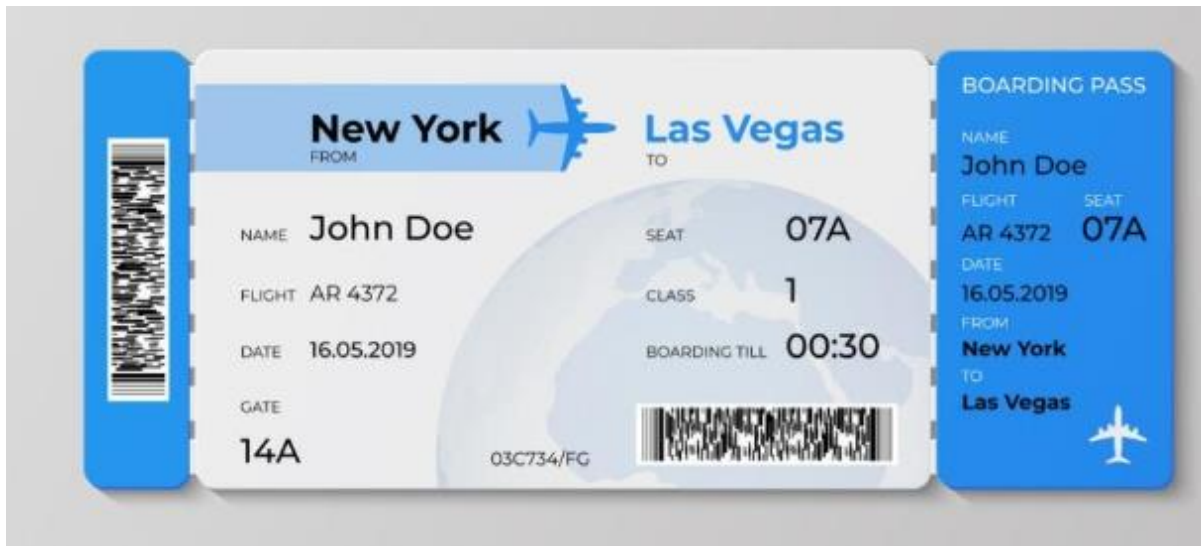 New York
FROM
Las Vegas
TO
NAME John Doe
SEAT 07A
FLIGHT AR 4372
CLASS 1
DATE 16.05.2019
BOARDING TILL 00:30
GATE
14A
03C734/FG
BOARDING PASS
NAME
John Doe
FLIGHT SEAT
AR 4372 07A
DATE
16.05.2019
FROM
New York
TO
Las Vegas